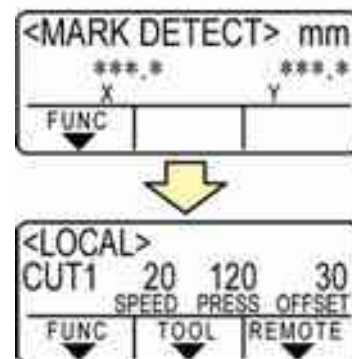 <MARK DETECT> mm
***.* ***.*
X Y
FUNC
<LOCAL>
CUT1 20 120 30
SPEED PRESS OFFSET
FUNC TOOL REMOTE